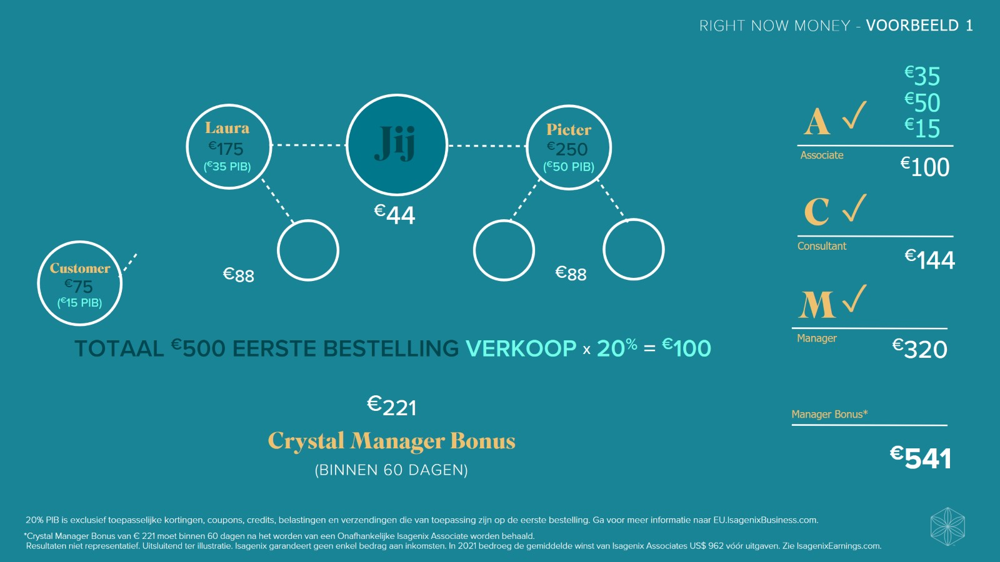 RIGHT NOW MONEY - VOORBEELD 1
€35
€50
€15
A ✓
Associate
€100
Laura
€175
(€35 PIB)
Jij
€44
Pieter
€250
(€50 PIB)
C ✓
Consultant
€144
Customer
€75
(€15 PIB)
€88
€88
M ✓
Manager
€320
TOTAAL €500 EERSTE BESTELLING VERKOOP x 20% = €100
€221
Crystal Manager Bonus
(BINNEN 60 DAGEN)
Manager Bonus*
€541
20% PIB is exclusief toepasselijke kortingen, coupons, credits, belastingen en verzendingen die van toepassing zijn op de eerste bestelling. Ga voor meer informatie naar EU.IsagenixBusiness.com.
*Crystal Manager Bonus van € 221 moet binnen 60 dagen na het worden van een Onafhankelijke Isagenix Associate worden behaald.
Resultaten niet representatief. Uitsluitend ter illustratie. Isagenix garandeert geen enkel bedrag aan inkomsten. In 2021 bedroeg de gemiddelde winst van Isagenix Associates US$ 962 vóór uitgaven. Zie IsagenixEarnings.com.